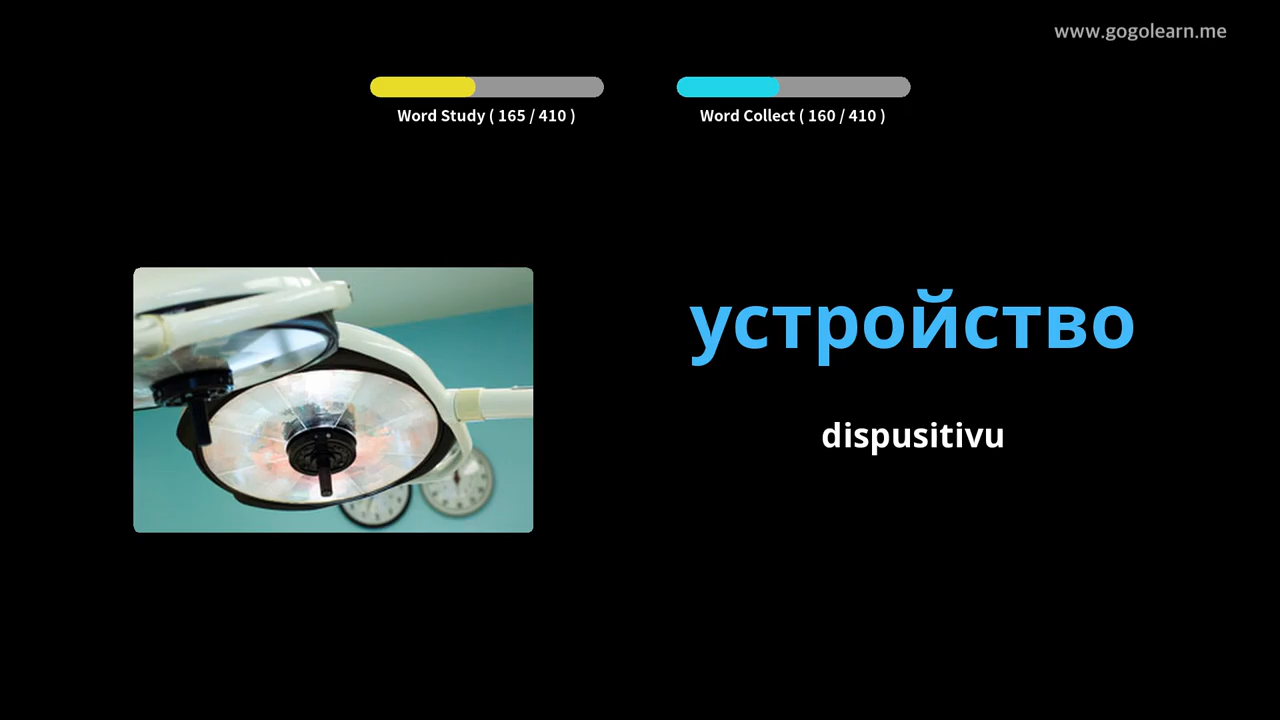 www.gogolearn.me
Word Study ( 165 / 410 )
Word Collect ( 160 / 410 )
устройство
dispusitivu